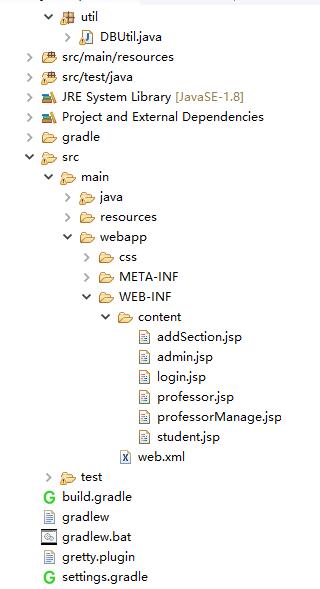 util
DBUtil.java
src/main/resources
src/test/java
JRE System Library [JavaSE-1.8]
Project and External Dependencies
gradle
src
main
java
resources
webapp
css
META-INF
WEB-INF
content
addSection.jsp
admin.jsp
login.jsp
professor.jsp
professorManage.jsp
student.jsp
web.xml
test
build.gradle
gradlew
gradlew.bat
gretty.plugin
settings.gradle